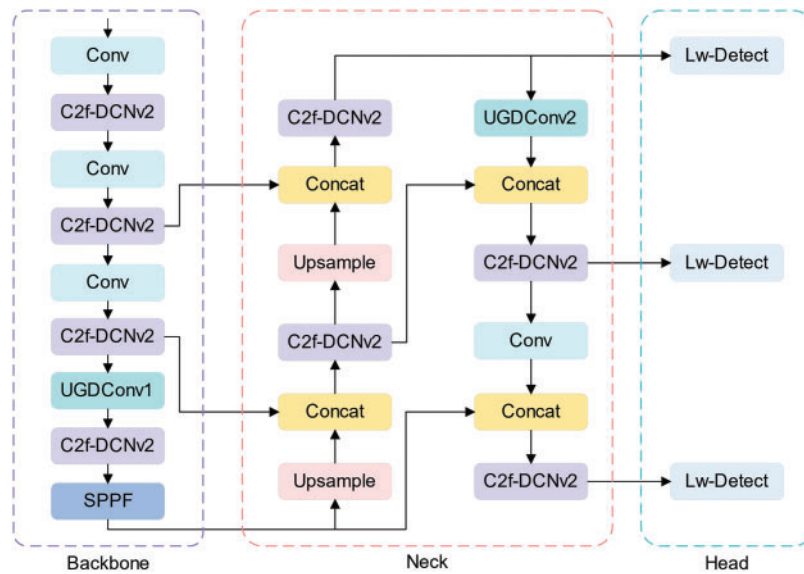 Conv
C2f-DCNv2
Conv
C2f-DCNv2
Conv
C2f-DCNv2
UGDConv1
C2f-DCNv2
SPPF
Backbone
C2f-DCNv2
Concat
Upsample
C2f-DCNv2
Concat
Upsample
UGDConv2
Concat
C2f-DCNv2
Conv
Concat
C2f-DCNv2
Neck
Lw-Detect
Lw-Detect
Lw-Detect
Head